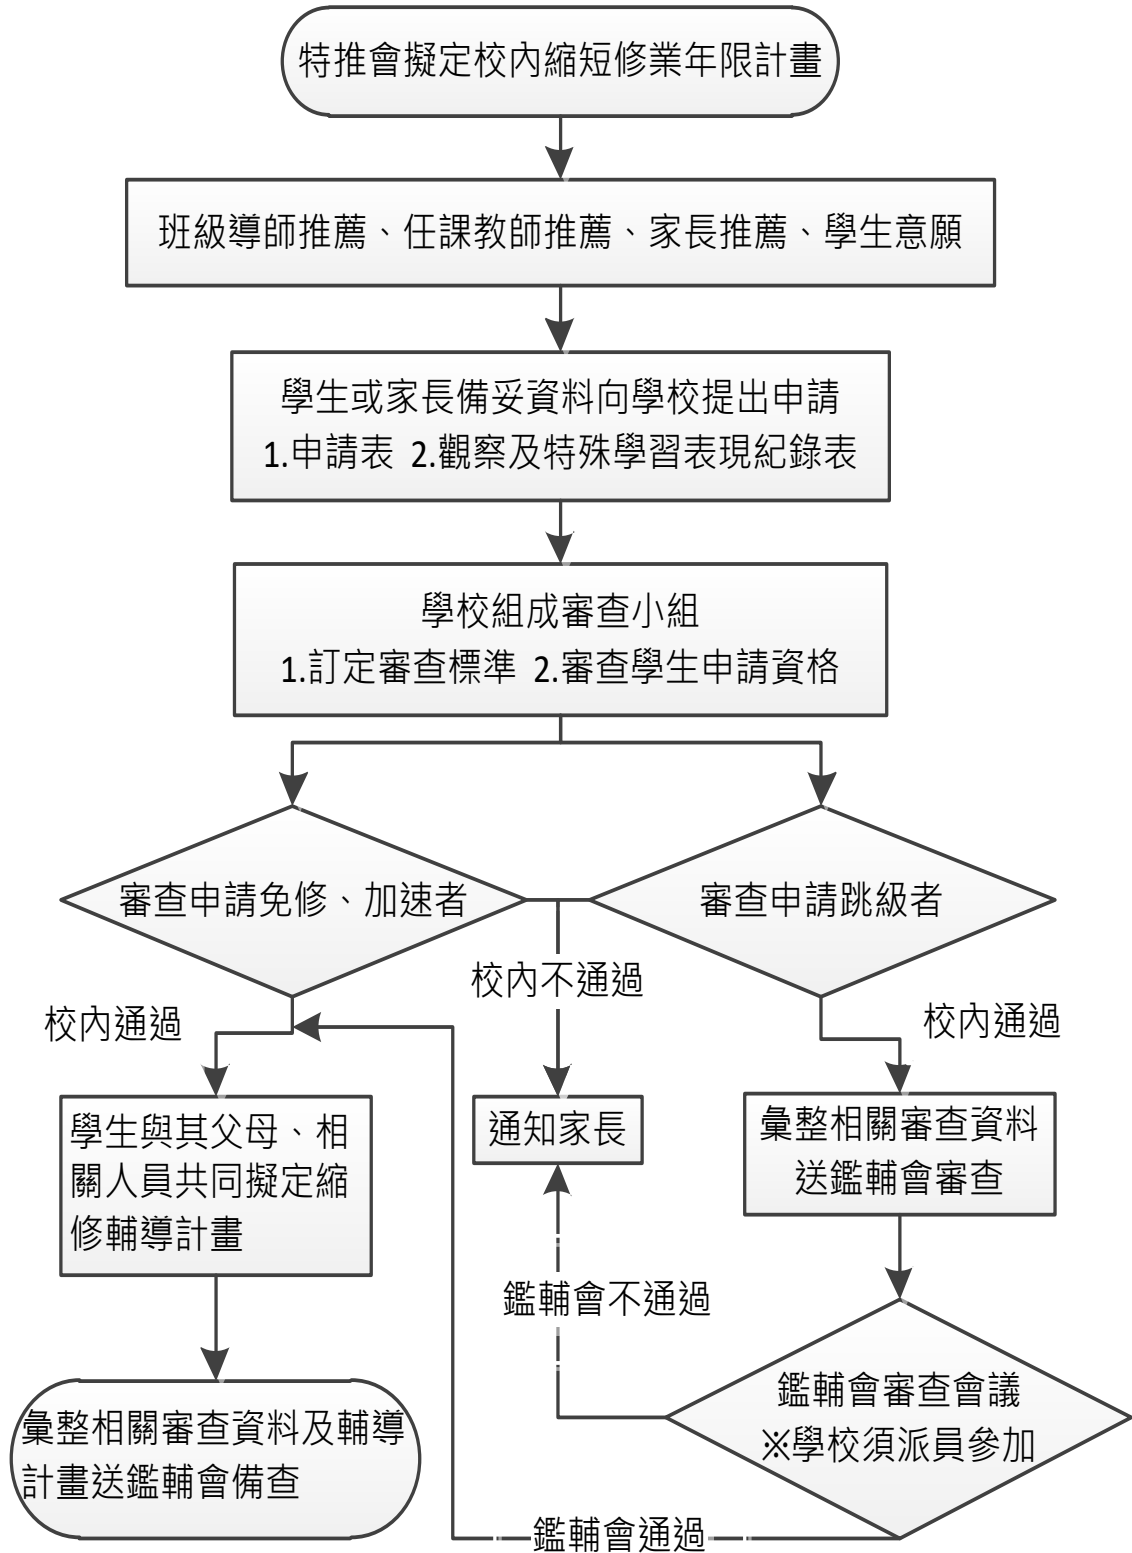 特推會擬定校內縮短修業年限計畫
班級導師推薦、任課教師推薦、家長推薦、學生意願
學生或家長備妥資料向學校提出申請
1.申請表 2.觀察及特殊學習表現紀錄表
學校組成審查小組
1.訂定審查標準 2.審查學生申請資格
審查申請免修、加速者
審查申請跳級者
校內不通過
校內通過
校內通過
學生與其父母、相
關人員共同擬定縮
修輔導計畫
通知家長
彙整相關審查資料
送鑑輔會審查
鑑輔會不通過
鑑輔會審查會議
※學校須派員參加
彙整相關審查資料及輔導
計畫送鑑輔會備查
鑑輔會通過